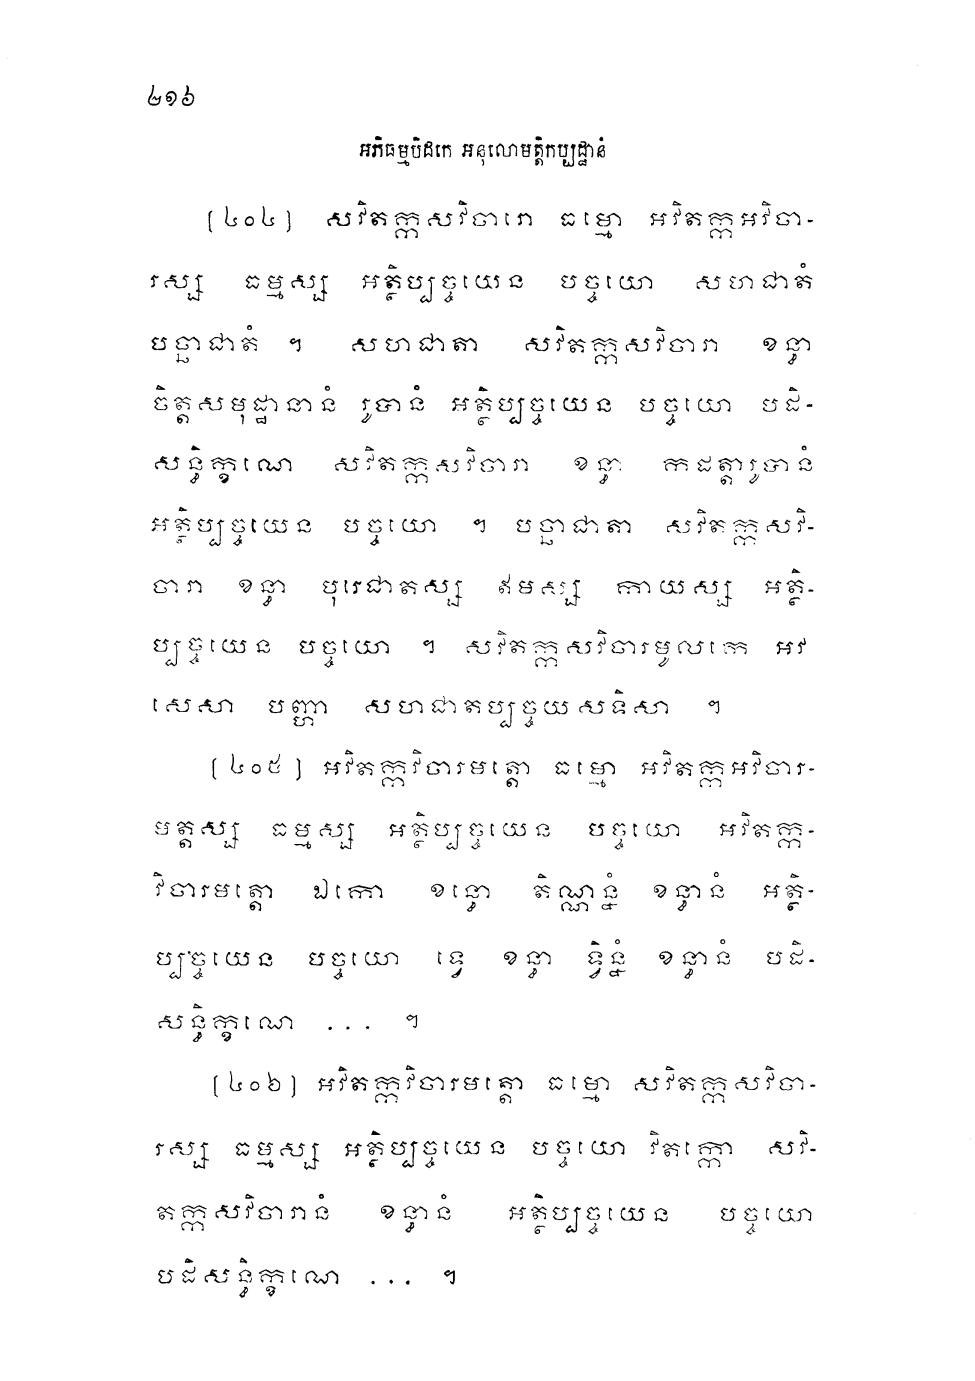 ២១៦
អភិធម្មបិដកេ អនុលោមត្តិកប្បដ្ឋានំ
[៤០៤] សវិតក្កសវិចារោ ធម្មោ អវិតក្កអវិចា-
រស្ស ធម្មស្ស អត្ថិប្បច្ចយេន បច្ចយោ សហជាតំ
បច្ឆាជាតំ ។ សហជាតា សវិតក្កសវិចារា ខន្ធា
ចិត្តសមុដ្ឋានានំ រូបានំ អត្ថិប្បច្ចយេន បច្ចយោ បដិ-
សន្ធិក្ខណេ សវិតក្កសវិចារា ខន្ធា កដត្តារូបានំ
អត្ថិប្បច្ចយេន បច្ចយោ ។ បច្ឆាជាតា សវិតក្កសវិ-
ចារា ខន្ធា បុរេជាតស្ស ឥមស្ស កាយស្ស អត្ថិ-
ប្បច្ចយេន បច្ចយោ ។ សវិតក្កសវិចារមូលកេ អវ
សេសា បញ្ហា សហជាតប្បច្ចយសទិសា ។
[៤០៥] អវិតក្កវិចារមត្តោ ធម្មោ អវិតក្កអវិចារ-
មត្តស្ស ធម្មស្ស អត្ថិប្បច្ចយេន បច្ចយោ អវិតក្ក-
វិចារមត្តោ ឯកោ ខន្ធោ តិណ្ណន្នំ ខន្ធានំ អត្ថិ-
ប្បច្ចយេន បច្ចយោ ទ្វេ ខន្ធា ទ្វិន្នំ ខន្ធានំ បដិ-
សន្ធិក្ខណេ ... ។
[៤០៦] អវិតក្កវិចារមត្តោ ធម្មោ សវិតក្កសវិចា-
រស្ស ធម្មស្ស អត្ថិប្បច្ចយេន បច្ចយោ វិតក្កោ សវិ-
តក្កសវិចារានំ ខន្ធានំ អត្ថិប្បច្ចយេន បច្ចយោ
បដិសន្ធិក្ខណេ ... ។